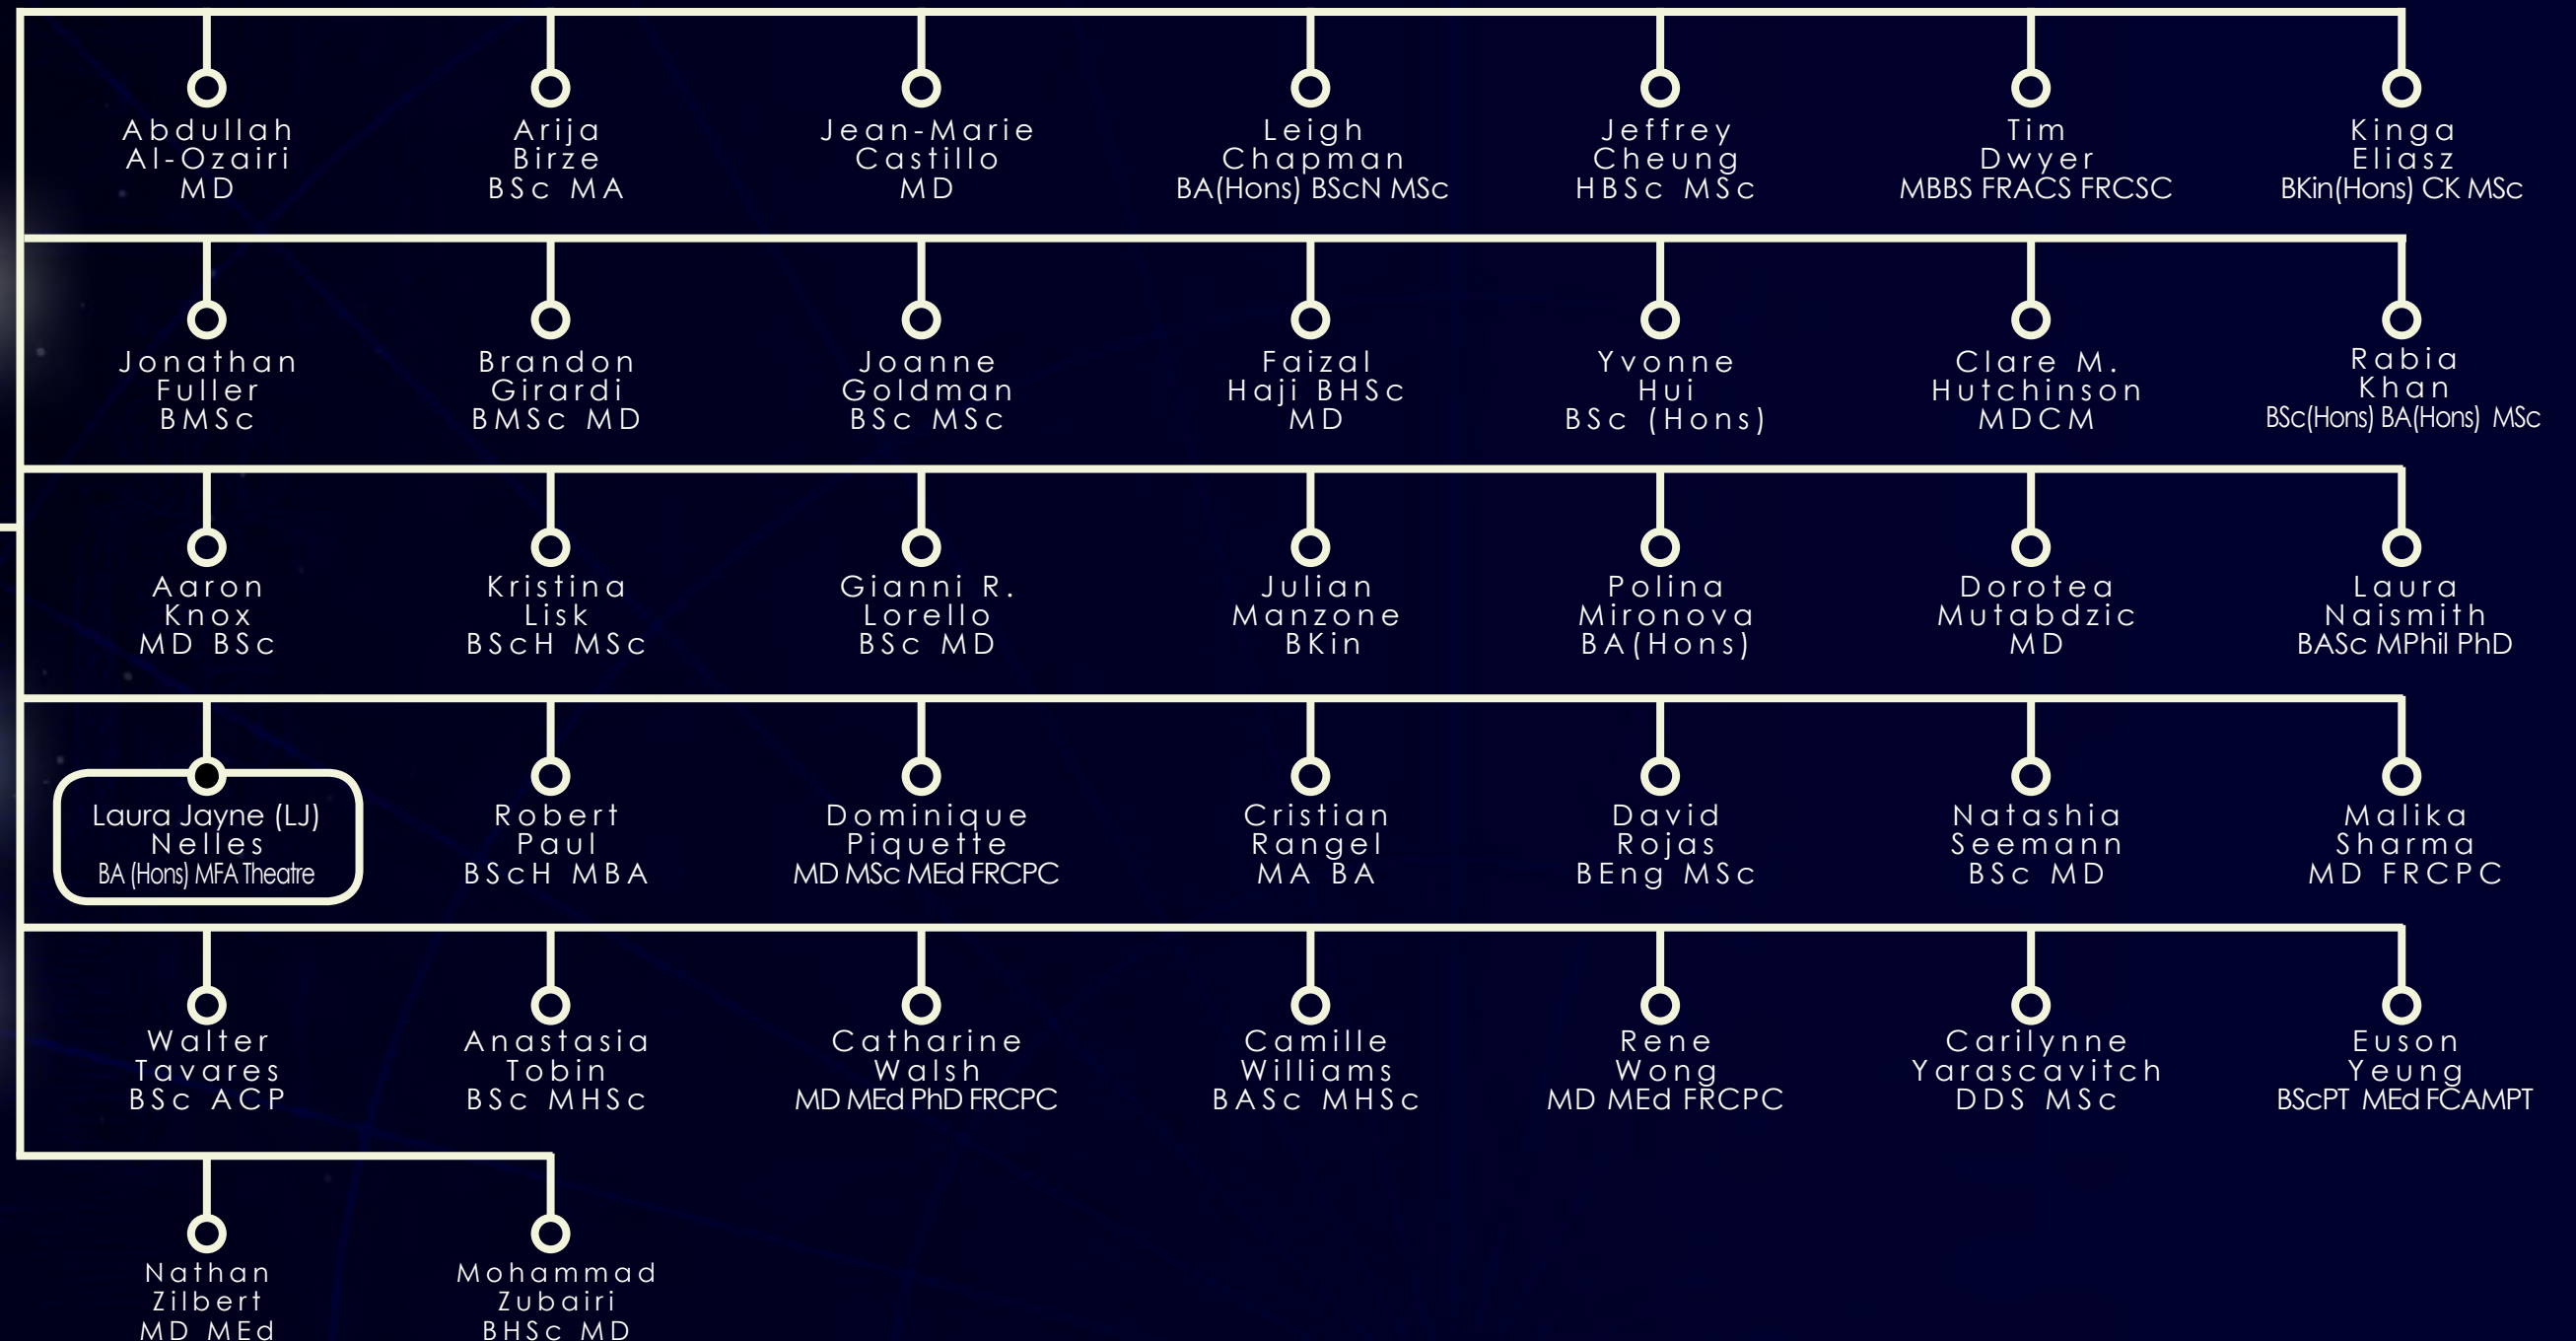 Abdullah
Al-Ozairi
MD
Arija
Birze
BSc MA
Jean-Marie
Castillo
MD
Leigh
Chapman
BA(Hons) BScN MSc
Jeffrey
Cheung
HBSc MSc
Tim
Dwyer
MBBS FRACS FRCSC
Kinga
Eliasz
BKin(Hons) CK MSc
Jonathan
Fuller
BMSc
Brandon
Girardi
BMSc MD
Joanne
Goldman
BSc MSc
Faizal
Haji BHSc
MD
Yvonne
Hui
BSc (Hons)
Clare M.
Hutchinson
MDCM
Rabia
Khan
BSc(Hons) BA(Hons) MSc
Aaron
Knox
MD BSc
Kristina
Lisk
BScH MSc
Gianni R.
Lorello
BSc MD
Julian
Manzone
BKin
Polina
Mironova
BA(Hons)
Dorotea
Mutabdzic
MD
Laura
Naismith
BASc MPhil PhD
Laura Jayne (LJ)
Nelles
BA (Hons) MFA Theatre
Robert
Paul
BScH MBA
Dominique
Piquette
MD MSc MEd FRCPC
Cristian
Rangel
MA BA
David
Rojas
BEng MSc
Natashia
Seemann
BSc MD
Malika
Sharma
MD FRCPC
Walter
Tavares
BSc ACP
Anastasia
Tobin
BSc MHSc
Catharine
Walsh
MD MEd PhD FRCPC
Camille
Williams
BASc MHSc
Rene
Wong
MD MEd FRCPC
Carilynne
Yarascavitch
DDS MSc
Euson
Yeung
BScPT MEd FCAMPT
Nathan
Zilbert
MD MEd
Mohammad
Zubairi
BHSc MD